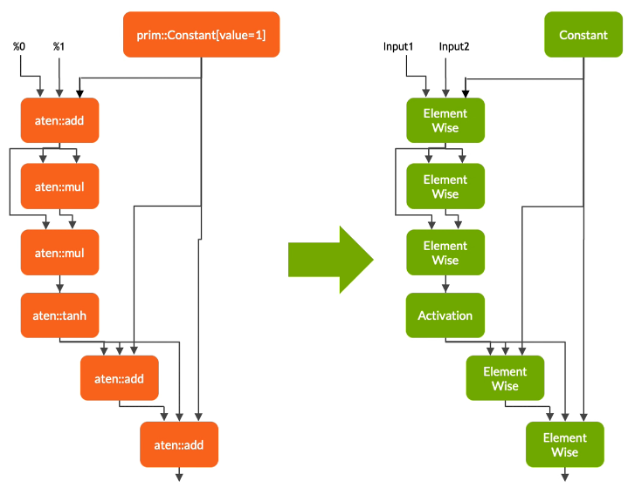 %0
%1
prim::Constant[value=1]
aten::add
aten::mul
aten::mul
aten::tanh
aten::add
aten::add
Input1
Input2
Constant
Element
Wise
Element
Wise
Element
Wise
Activation
Element
Wise
Element
Wise